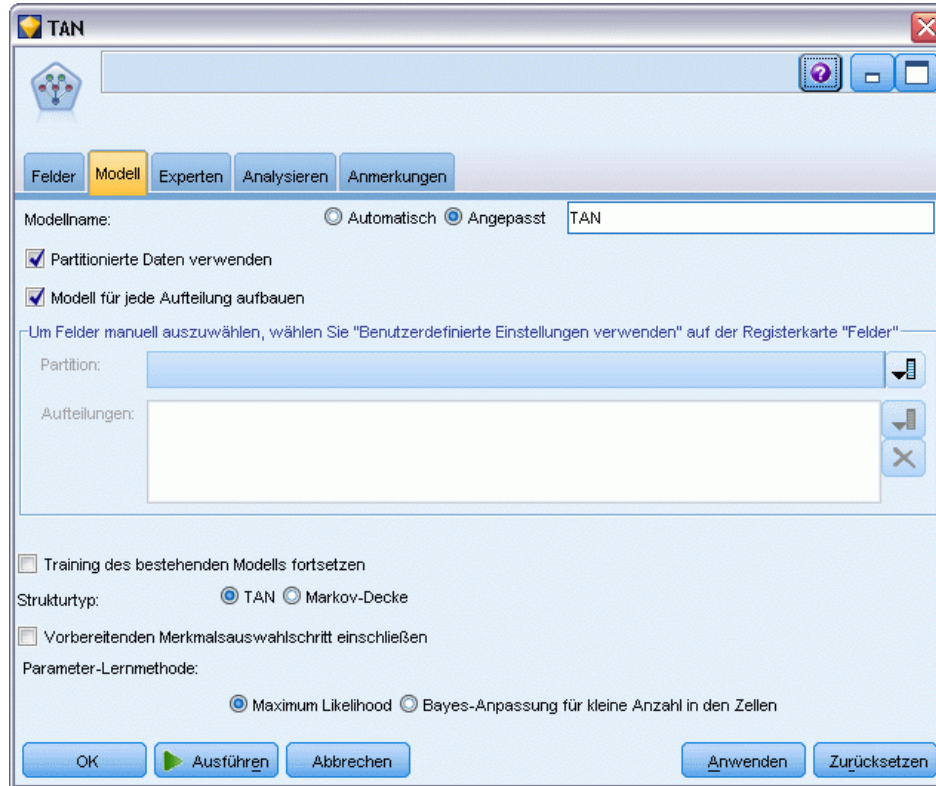 TAN
Felder Modell Experten Analysieren Anmerkungen
Modellname: Automatisch Angepasst TAN
Partitionierte Daten verwenden
Modell für jede Aufteilung aufbauen
Um Felder manuell auszuwählen, wählen Sie "Benutzerdefinierte Einstellungen verwenden" auf der Registerkarte "Felder"
Partition:
Aufteilungen:
Training des bestehenden Modells fortsetzen
Strukturtyp: TAN Markov-Decke
Vorbereitenden Merkmalsauswahlschritt einschließen
Parameter-Lernmethode:
Maximum Likelihood Bayes-Anpassung für kleine Anzahl in den Zellen
OK Ausführen Abbrechen Anwenden Zurücksetzen